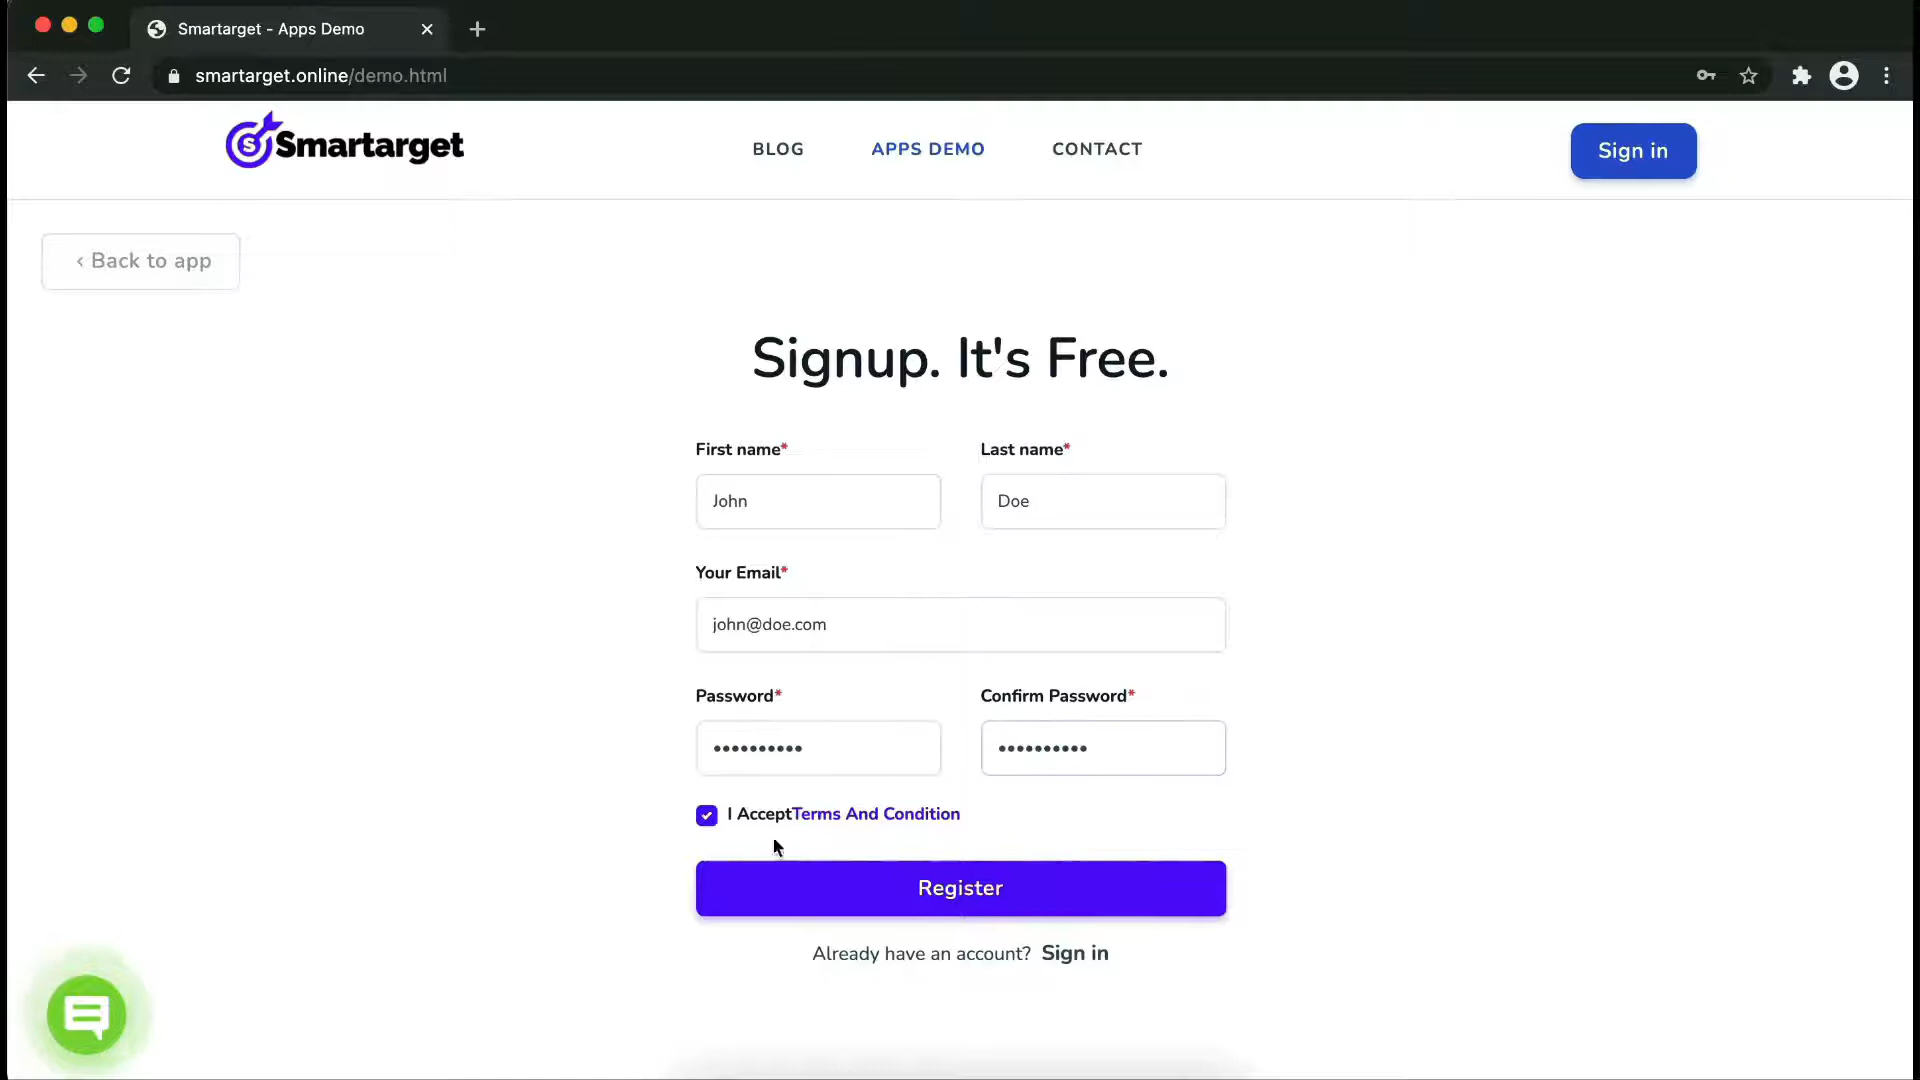 Smartarget - Apps Demo
smartarget.online/demo.html
Smartarget
BLOG
APPS DEMO
CONTACT
Sign in
‹ Back to app
Signup. It's Free.
First name*
Last name*
John
Doe
Your Email*
john@doe.com
Password*
Confirm Password*
••••••••••
••••••••••
I AcceptTerms And Condition
Register
Already have an account? Sign in